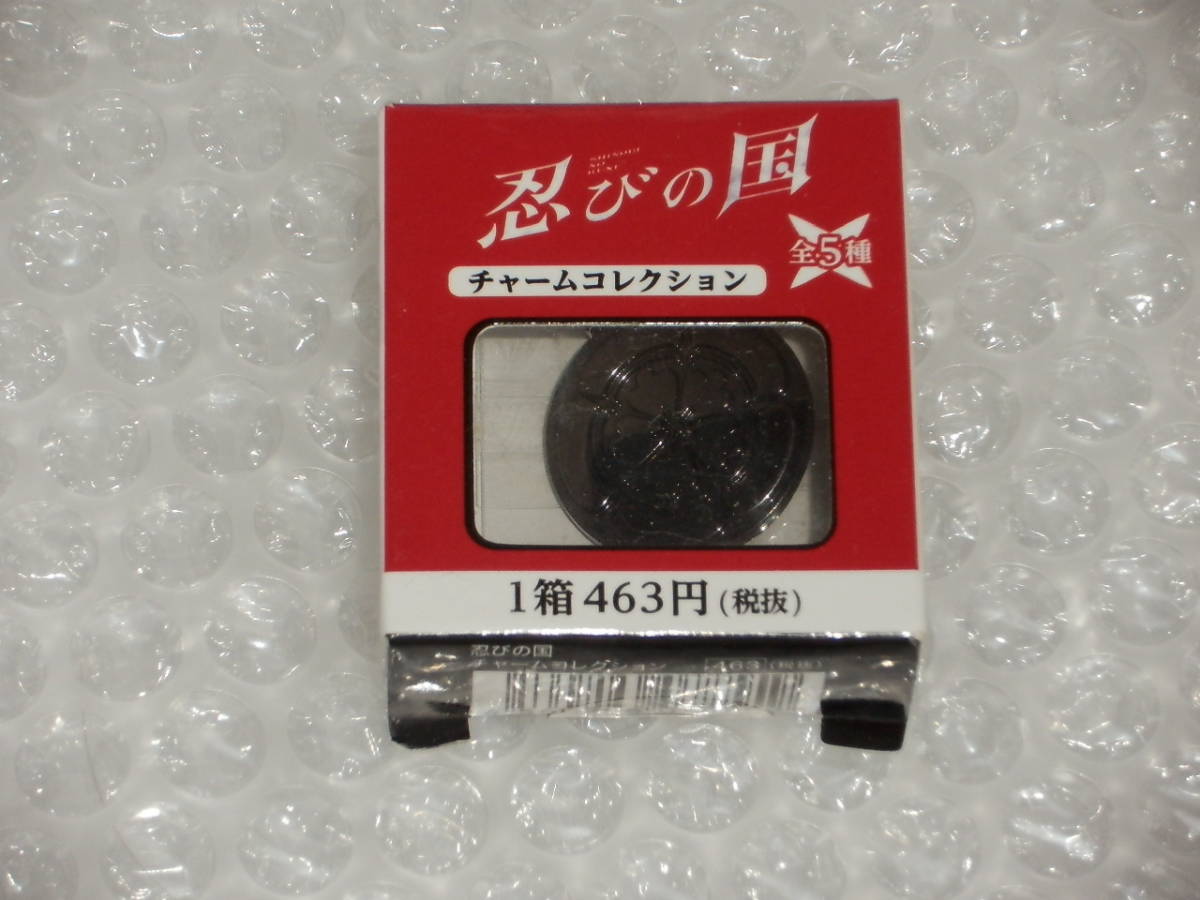 忍びの国
SHINOBI
NO
KUNI
全5種
チャームコレクション
1箱 463円(税抜)
忍びの国
チャームコレクション 463(税抜)